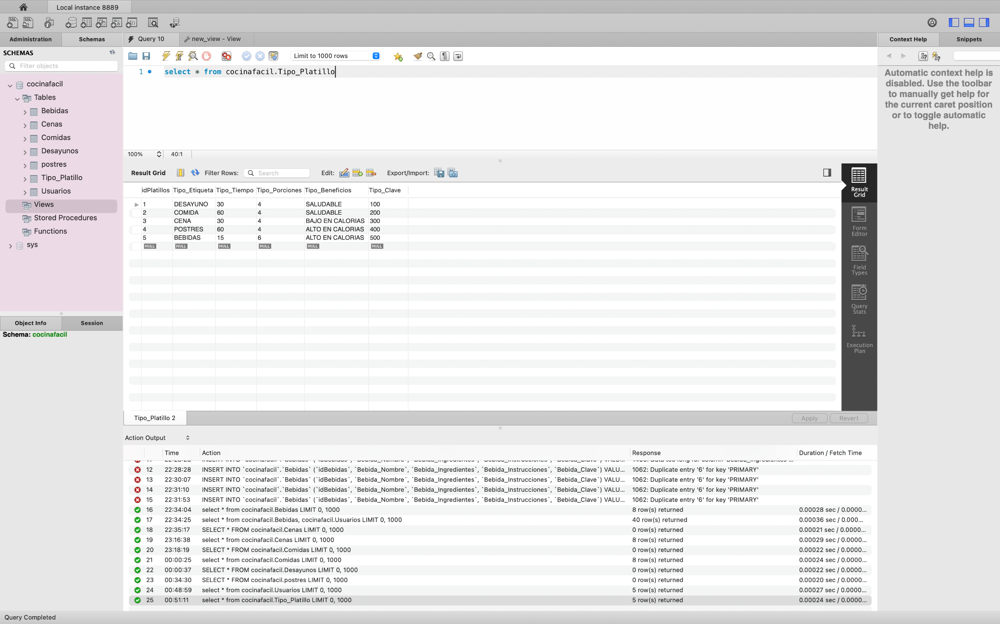 Local instance 8889
Administration
Schemas
Query 10
new_view - View
Context Help
Snippets
SCHEMAS
Filter objects
Limit to 1000 rows
1
select * from cocinafacil.Tipo_Platillo
Automatic context help is
disabled. Use the toolbar
to manually get help for
the current caret position
or to toggle automatic
help.
cocinafacil
Tables
Bebidas
Cenas
Comidas
Desayunos
postres
Tipo_Platillo
Usuarios
Views
Stored Procedures
Functions
sys
100%
40:1
Result Grid
Filter Rows:
Search
Edit:
Export/Import:
idPlatillos Tipo_Etiqueta Tipo_Tiempo Tipo_Porciones Tipo_Beneficios Tipo_Clave
1 DESAYUNO 30 4 SALUDABLE 100
2 COMIDA 60 4 SALUDABLE 200
3 CENA 30 4 BAJO EN CALORIAS 300
4 POSTRES 60 4 ALTO EN CALORIAS 400
5 BEBIDAS 15 6 ALTO EN CALORIAS 500
NULL NULL NULL NULL NULL NULL
Result
Grid
Form
Editor
Field
Types
Query
Stats
Execution
Plan
Object Info
Session
Schema: cocinafacil
Tipo_Platillo 2
Apply
Revert
Action Output
Time Action Response Duration / Fetch Time
12 22:28:28 INSERT INTO `cocinafacil`.`Bebidas` (`idBebidas`, `Bebida_Nombre`, `Bebida_Ingredientes`, `Bebida_Instrucciones`, `Bebida_Clave`) VALU... 1062: Duplicate entry '6' for key 'PRIMARY'
13 22:30:07 INSERT INTO `cocinafacil`.`Bebidas` (`idBebidas`, `Bebida_Nombre`, `Bebida_Ingredientes`, `Bebida_Instrucciones`, `Bebida_Clave`) VALU... 1062: Duplicate entry '6' for key 'PRIMARY'
14 22:31:10 INSERT INTO `cocinafacil`.`Bebidas` (`idBebidas`, `Bebida_Nombre`, `Bebida_Ingredientes`, `Bebida_Instrucciones`, `Bebida_Clave`) VALU... 1062: Duplicate entry '6' for key 'PRIMARY'
15 22:31:53 INSERT INTO `cocinafacil`.`Bebidas` (`idBebidas`, `Bebida_Nombre`, `Bebida_Ingredientes`, `Bebida_Instrucciones`, `Bebida_Clave`) VALU... 1062: Duplicate entry '6' for key 'PRIMARY'
16 22:34:04 select * from cocinafacil.Bebidas LIMIT 0, 1000 8 row(s) returned 0.00028 sec / 0.0000...
17 22:34:25 select * from cocinafacil.Bebidas, cocinafacil.Usuarios LIMIT 0, 1000 40 row(s) returned 0.00036 sec / 0.000...
18 22:35:17 SELECT * FROM cocinafacil.Cenas LIMIT 0, 1000 0 row(s) returned 0.00021 sec / 0.0000...
19 23:16:38 select * from cocinafacil.Cenas LIMIT 0, 1000 8 row(s) returned 0.00029 sec / 0.0000...
20 23:18:19 SELECT * FROM cocinafacil.Comidas LIMIT 0, 1000 0 row(s) returned 0.00022 sec / 0.0000...
21 00:00:25 select * from cocinafacil.Comidas LIMIT 0, 1000 8 row(s) returned 0.00024 sec / 0.0000...
22 00:00:37 SELECT * FROM cocinafacil.Desayunos LIMIT 0, 1000 0 row(s) returned 0.00022 sec / 0.0000...
23 00:34:30 SELECT * FROM cocinafacil.postres LIMIT 0, 1000 0 row(s) returned 0.00020 sec / 0.0000...
24 00:48:59 select * from cocinafacil.Usuarios LIMIT 0, 1000 5 row(s) returned 0.00027 sec / 0.0000...
25 00:51:11 select * from cocinafacil.Tipo_Platillo LIMIT 0, 1000 5 row(s) returned 0.00024 sec / 0.0000...
Query Completed